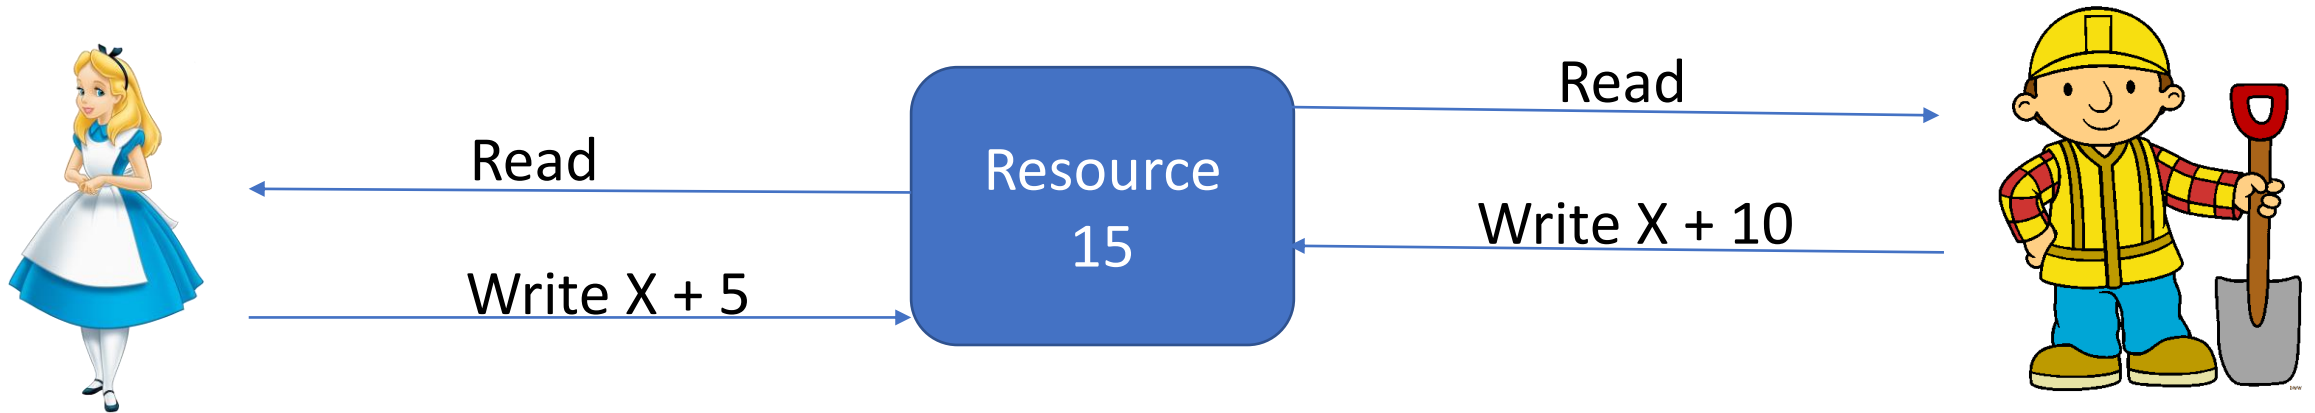 Read
Write X + 5
Resource
15
Read
Write X + 10